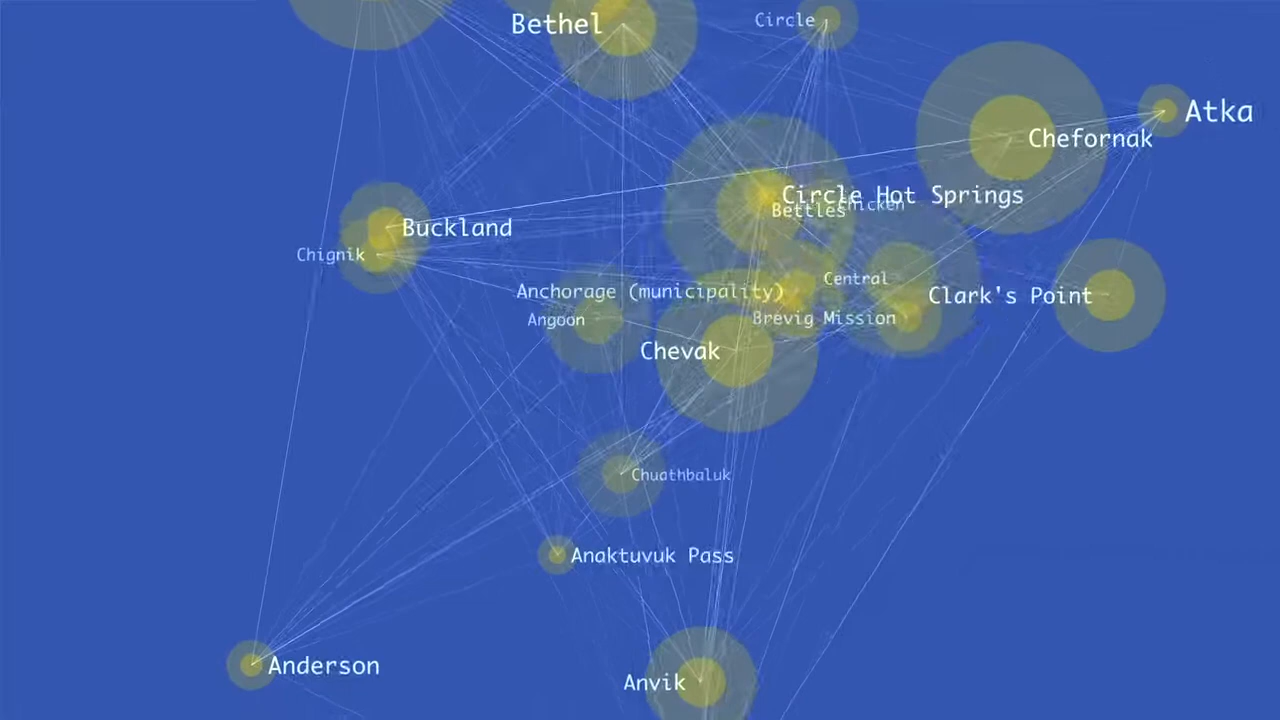 Bethel
Circle
Atka
Chefornak
Circle Hot Springs
Chicken
Bettles
Buckland
Chignik
Central
Anchorage (municipality)
Clark's Point
Angoon
Brevig Mission
Chevak
Chuathbaluk
Anaktuvuk Pass
Anderson
Anvik